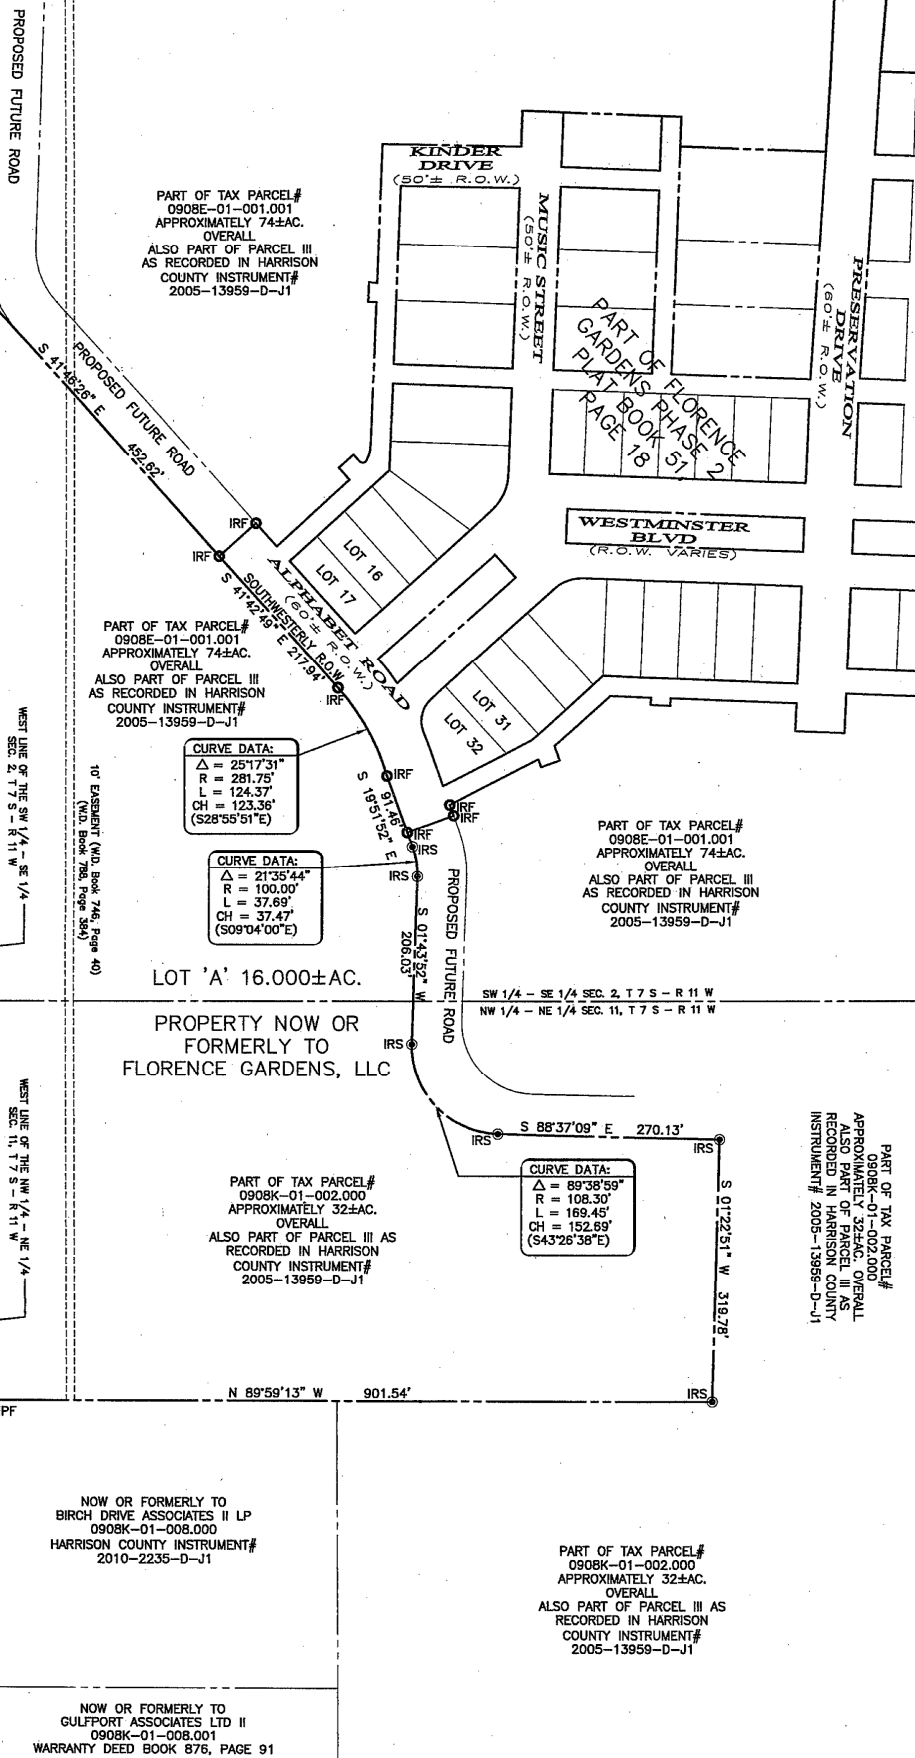 PROPOSED FUTURE ROAD
KINDER
DRIVE
(50'± R.O.W.)
PART OF TAX PARCEL#
0908E-01-001.001
APPROXIMATELY 74±AC.
OVERALL
ALSO PART OF PARCEL III
AS RECORDED IN HARRISON
COUNTY INSTRUMENT#
2005-13959-D-J1
MUSIC STREET
(50'± R.O.W.)
PRESERVATION
DRIVE
(60'± R.O.W.)
PART OF FLORENCE
GARDENS PHASE 2
PLAT BOOK 51
PAGE 18
PROPOSED FUTURE ROAD
S 41°46'26" E
452.62'
WESTMINSTER
BLVD
(R.O.W. VARIES)
IRF
IRF
LOT 16
LOT 17
ALPHABET ROAD
(60'± R.O.W.)
SOUTHWESTERLY R.O.W
S 41°42'49" E 217.94'
PART OF TAX PARCEL#
0908E-01-001.001
APPROXIMATELY 74±AC.
OVERALL
ALSO PART OF PARCEL III
AS RECORDED IN HARRISON
COUNTY INSTRUMENT#
2005-13959-D-J1
IRF
LOT 31
LOT 32
WEST LINE OF THE SW 1/4 - SE 1/4
SEC. 2, T 7 S - R 11 W
10' EASEMENT (W.D. Book 746, Page 40)
(W.D. Book 788, Page 384)
CURVE DATA:
Δ = 25°17'31"
R = 281.75'
L = 124.37'
CH = 123.36'
(S28°55'51"E)
IRF
91.46'
S 19°51'52" E
IRF
IRF
IRF
IRS
IRS
CURVE DATA:
Δ = 21°35'44"
R = 100.00'
L = 37.69'
CH = 37.47'
(S09°04'00"E)
PART OF TAX PARCEL#
0908E-01-001.001
APPROXIMATELY 74±AC.
OVERALL
ALSO PART OF PARCEL III
AS RECORDED IN HARRISON
COUNTY INSTRUMENT#
2005-13959-D-J1
PROPOSED FUTURE ROAD
S 01°43'52" W
206.03'
LOT 'A' 16.000±AC.
SW 1/4 - SE 1/4 SEC. 2, T 7 S - R 11 W
NW 1/4 - NE 1/4 SEC. 11, T 7 S - R 11 W
PROPERTY NOW OR
FORMERLY TO
FLORENCE GARDENS, LLC
IRS
WEST LINE OF THE NW 1/4 - NE 1/4
SEC. 11, T 7 S - R 11 W
IRS
S 88°37'09" E 270.13'
IRS
PART OF TAX PARCEL#
0908K-01-002.000
APPROXIMATELY 32±AC. OVERALL
ALSO PART OF PARCEL III AS
RECORDED IN HARRISON COUNTY
INSTRUMENT# 2005-13959-D-J1
CURVE DATA:
Δ = 89°38'59"
R = 108.30'
L = 169.45'
CH = 152.69'
(S43°26'38"E)
PART OF TAX PARCEL#
0908K-01-002.000
APPROXIMATELY 32±AC.
OVERALL
ALSO PART OF PARCEL III AS
RECORDED IN HARRISON
COUNTY INSTRUMENT#
2005-13959-D-J1
S 01°22'51" W 319.78'
N 89°59'13" W 901.54'
IRS
PF
NOW OR FORMERLY TO
BIRCH DRIVE ASSOCIATES II LP
0908K-01-008.000
HARRISON COUNTY INSTRUMENT#
2010-2235-D-J1
PART OF TAX PARCEL#
0908K-01-002.000
APPROXIMATELY 32±AC.
OVERALL
ALSO PART OF PARCEL III AS
RECORDED IN HARRISON
COUNTY INSTRUMENT#
2005-13959-D-J1
NOW OR FORMERLY TO
GULFPORT ASSOCIATES LTD II
0908K-01-008.001
WARRANTY DEED BOOK 876, PAGE 91